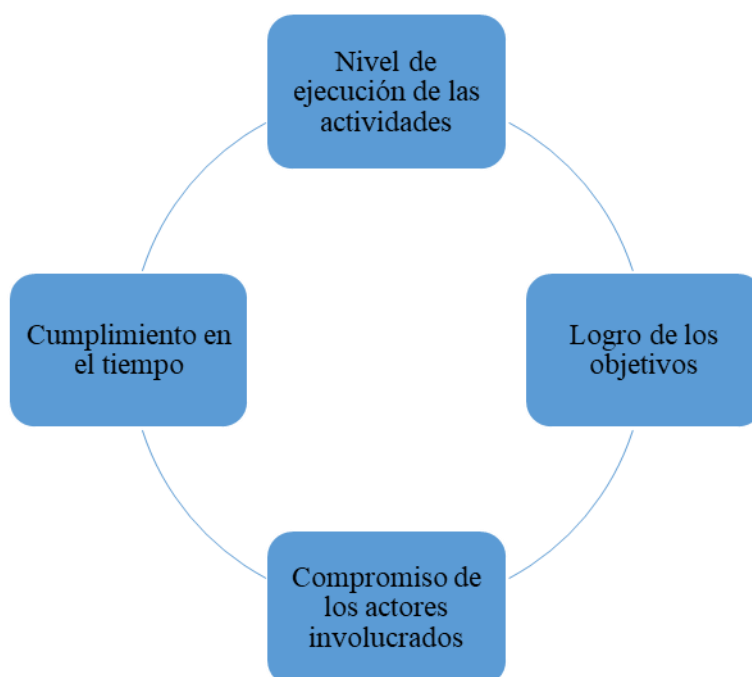 Nivel de
ejecución de las
actividades
Cumplimiento en
el tiempo
Logro de los
objetivos
Compromiso de
los actores
involucrados